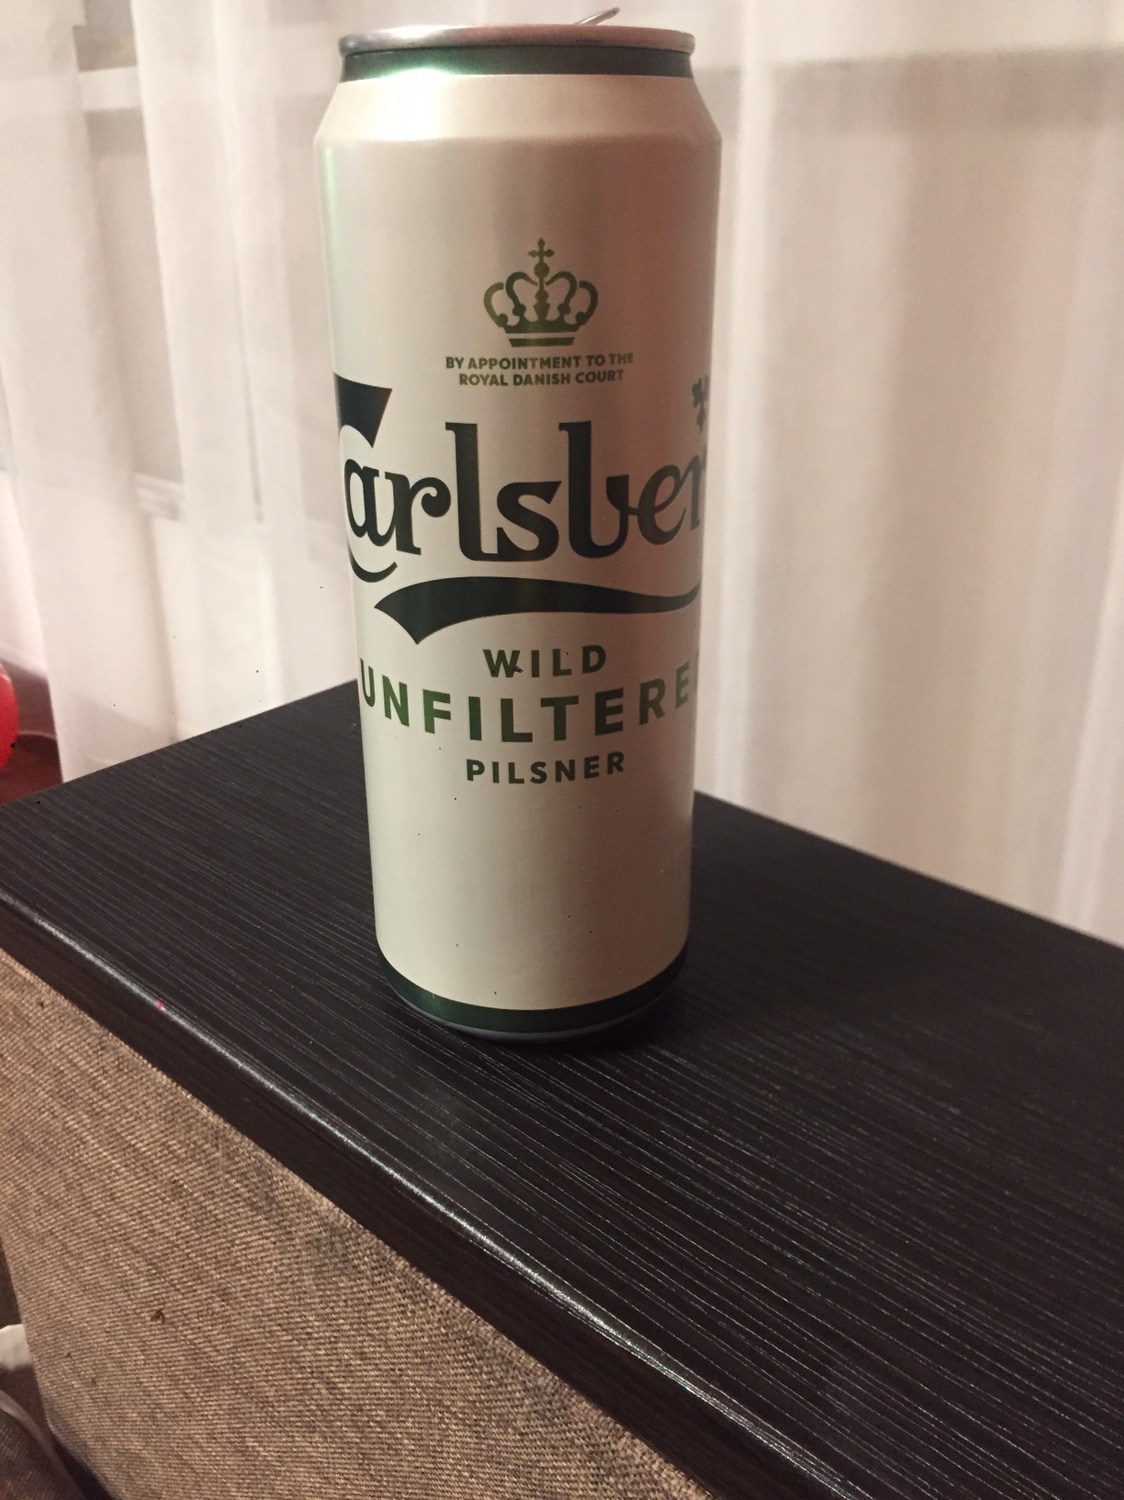 BY APPOINTMENT TO THE
ROYAL DANISH COURT
Carlsber
WILD
UNFILTERE
PILSNER